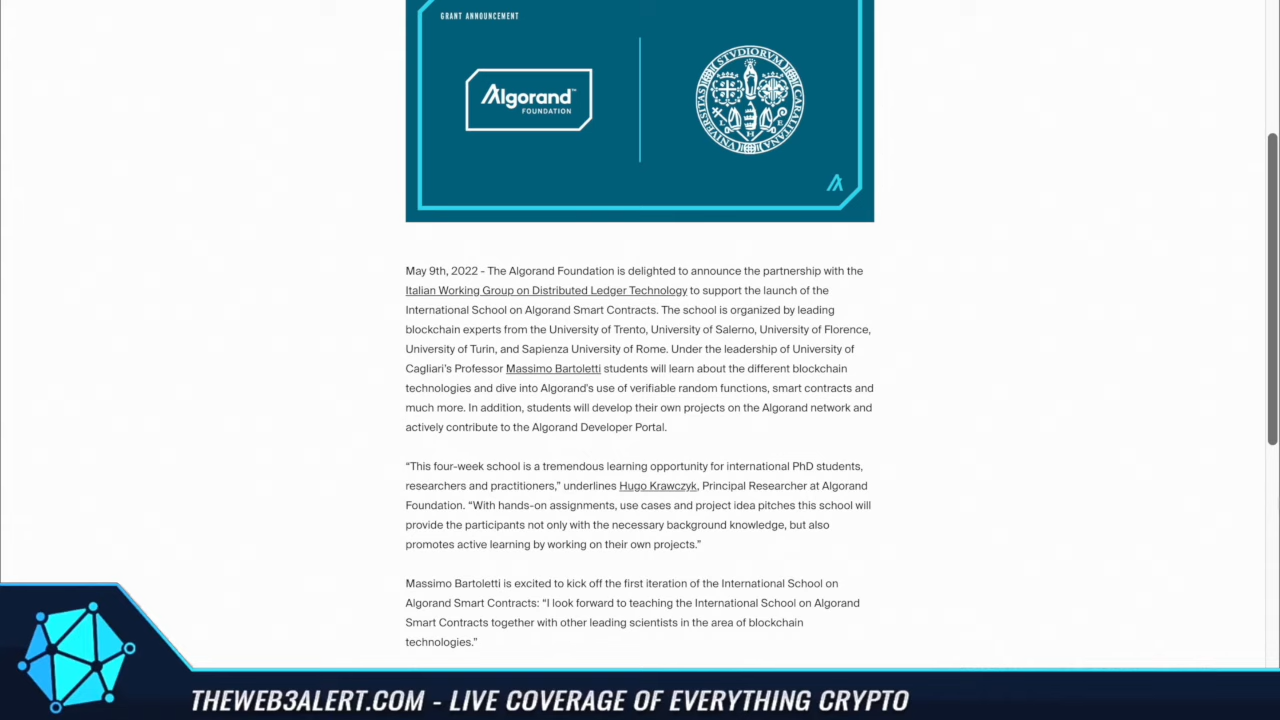 GRANT ANNOUNCEMENT
Algorand™
FOUNDATION
STVDIORVM
VNIVERSITAS
CARALITANA
May 9th, 2022 - The Algorand Foundation is delighted to announce the partnership with the
Italian Working Group on Distributed Ledger Technology to support the launch of the
International School on Algorand Smart Contracts. The school is organized by leading
blockchain experts from the University of Trento, University of Salerno, University of Florence,
University of Turin, and Sapienza University of Rome. Under the leadership of University of
Cagliari's Professor Massimo Bartoletti students will learn about the different blockchain
technologies and dive into Algorand's use of verifiable random functions, smart contracts and
much more. In addition, students will develop their own projects on the Algorand network and
actively contribute to the Algorand Developer Portal.
“This four-week school is a tremendous learning opportunity for international PhD students,
researchers and practitioners,” underlines Hugo Krawczyk, Principal Researcher at Algorand
Foundation. “With hands-on assignments, use cases and project idea pitches this school will
provide the participants not only with the necessary background knowledge, but also
promotes active learning by working on their own projects.”
Massimo Bartoletti is excited to kick off the first iteration of the International School on
Algorand Smart Contracts: “I look forward to teaching the International School on Algorand
Smart Contracts together with other leading scientists in the area of blockchain
technologies.”
THEWEB3ALERT.COM - LIVE COVERAGE OF EVERYTHING CRYPTO